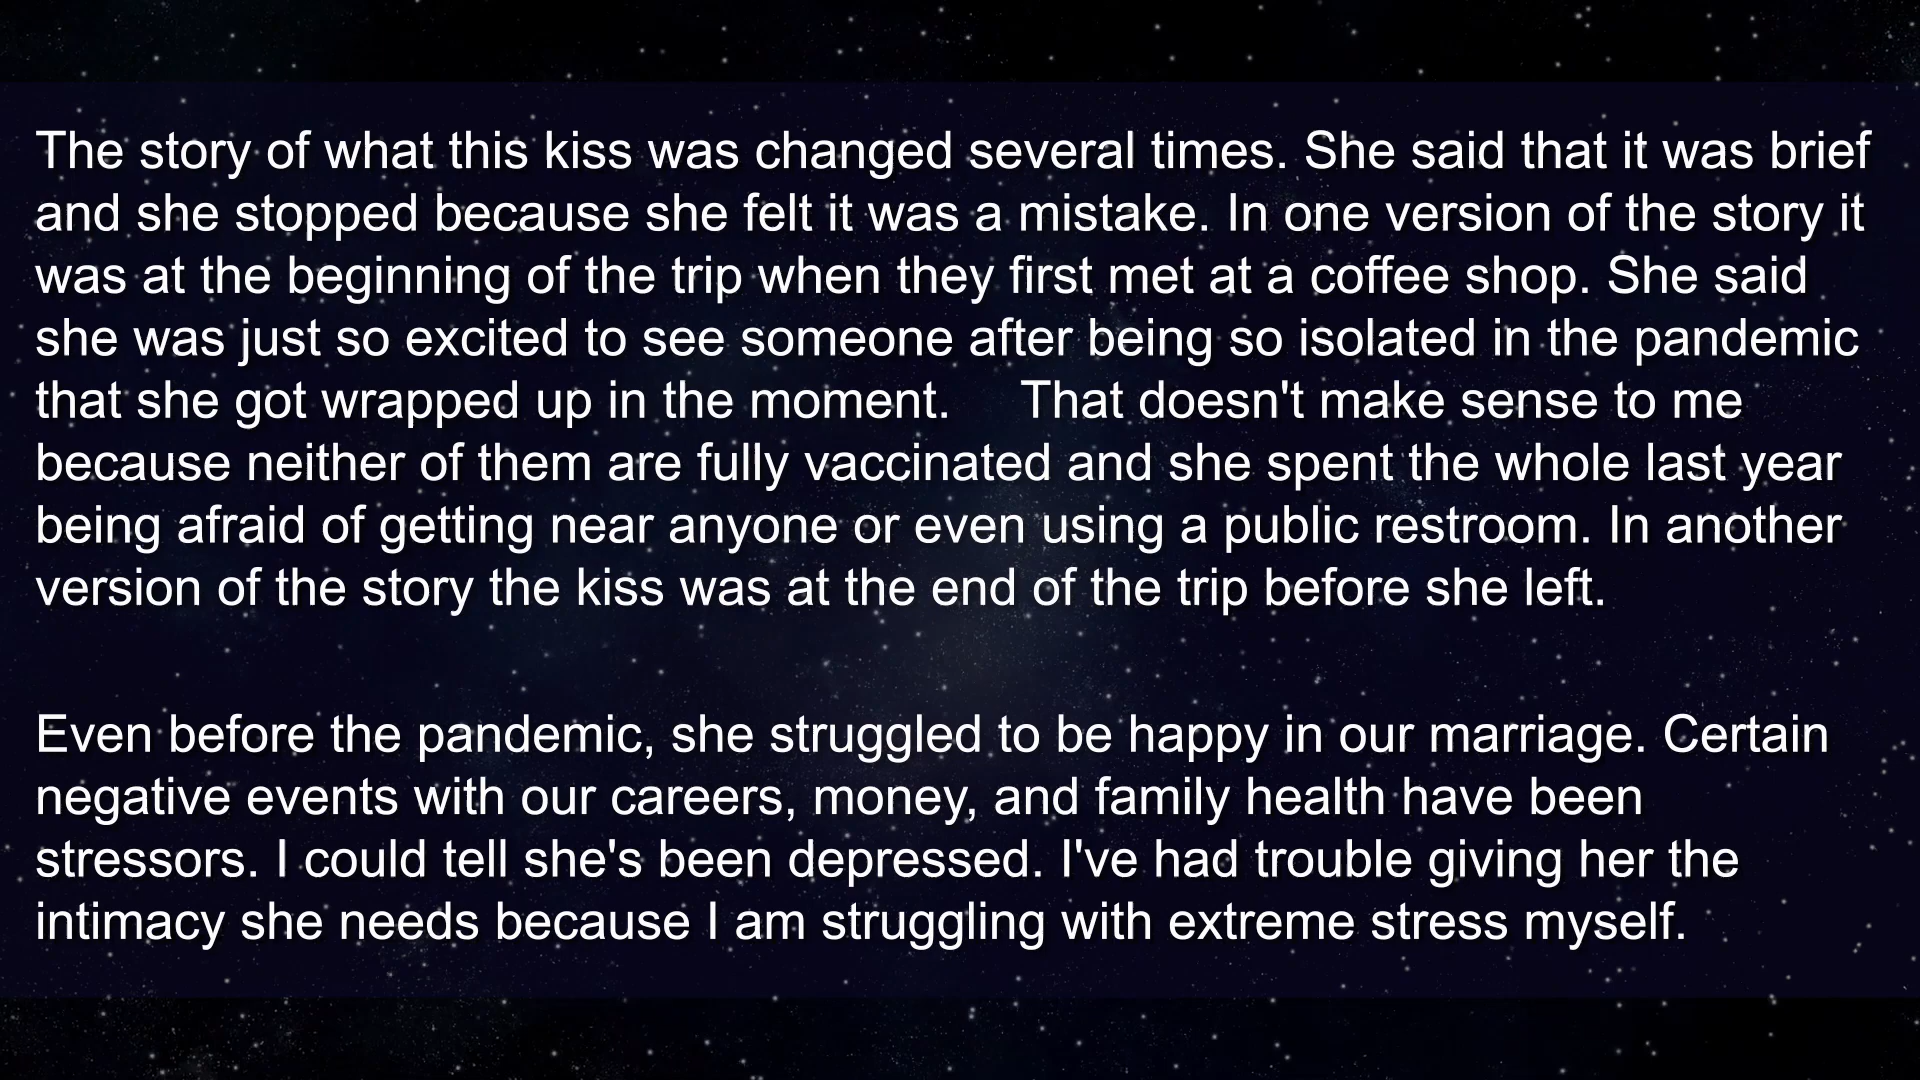 The story of what this kiss was changed several times. She said that it was brief
and she stopped because she felt it was a mistake. In one version of the story it
was at the beginning of the trip when they first met at a coffee shop. She said
she was just so excited to see someone after being so isolated in the pandemic
that she got wrapped up in the moment. That doesn't make sense to me
because neither of them are fully vaccinated and she spent the whole last year
being afraid of getting near anyone or even using a public restroom. In another
version of the story the kiss was at the end of the trip before she left.
Even before the pandemic, she struggled to be happy in our marriage. Certain
negative events with our careers, money, and family health have been
stressors. I could tell she's been depressed. I've had trouble giving her the
intimacy she needs because I am struggling with extreme stress myself.